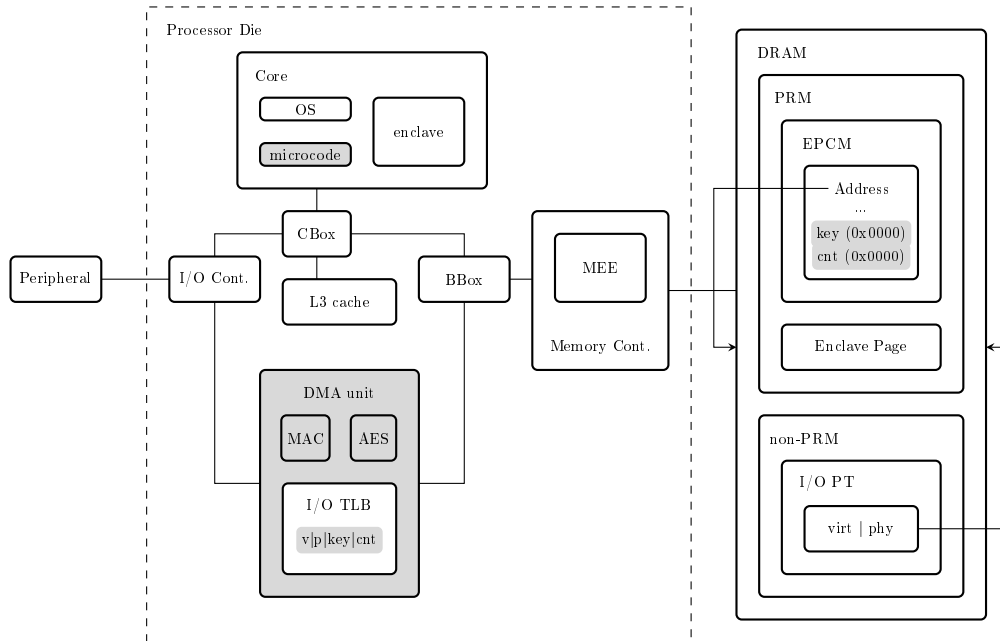 Processor Die
Core
OS
enclave
microcode
CBox
Peripheral
I/O Cont.
L3 cache
BBox
MEE
Memory Cont.
DMA unit
MAC
AES
I/O TLB
v|p|key|cnt
DRAM
PRM
EPCM
Address
...
key (0x0000)
cnt (0x0000)
Enclave Page
non-PRM
I/O PT
virt | phy